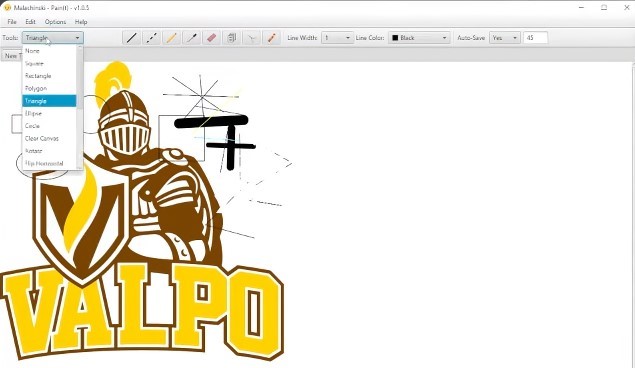 Malachinski - Pain(t) - v1.0.5
File Edit Options Help
Tools: Triangle Line Width: 1 Line Color: Black Auto-Save Yes 45
New T
None
Square
Rectangle
Polygon
Triangle
Ellipse
Circle
Clear Canvas
Rotate
Flip Horizontal
VALPO